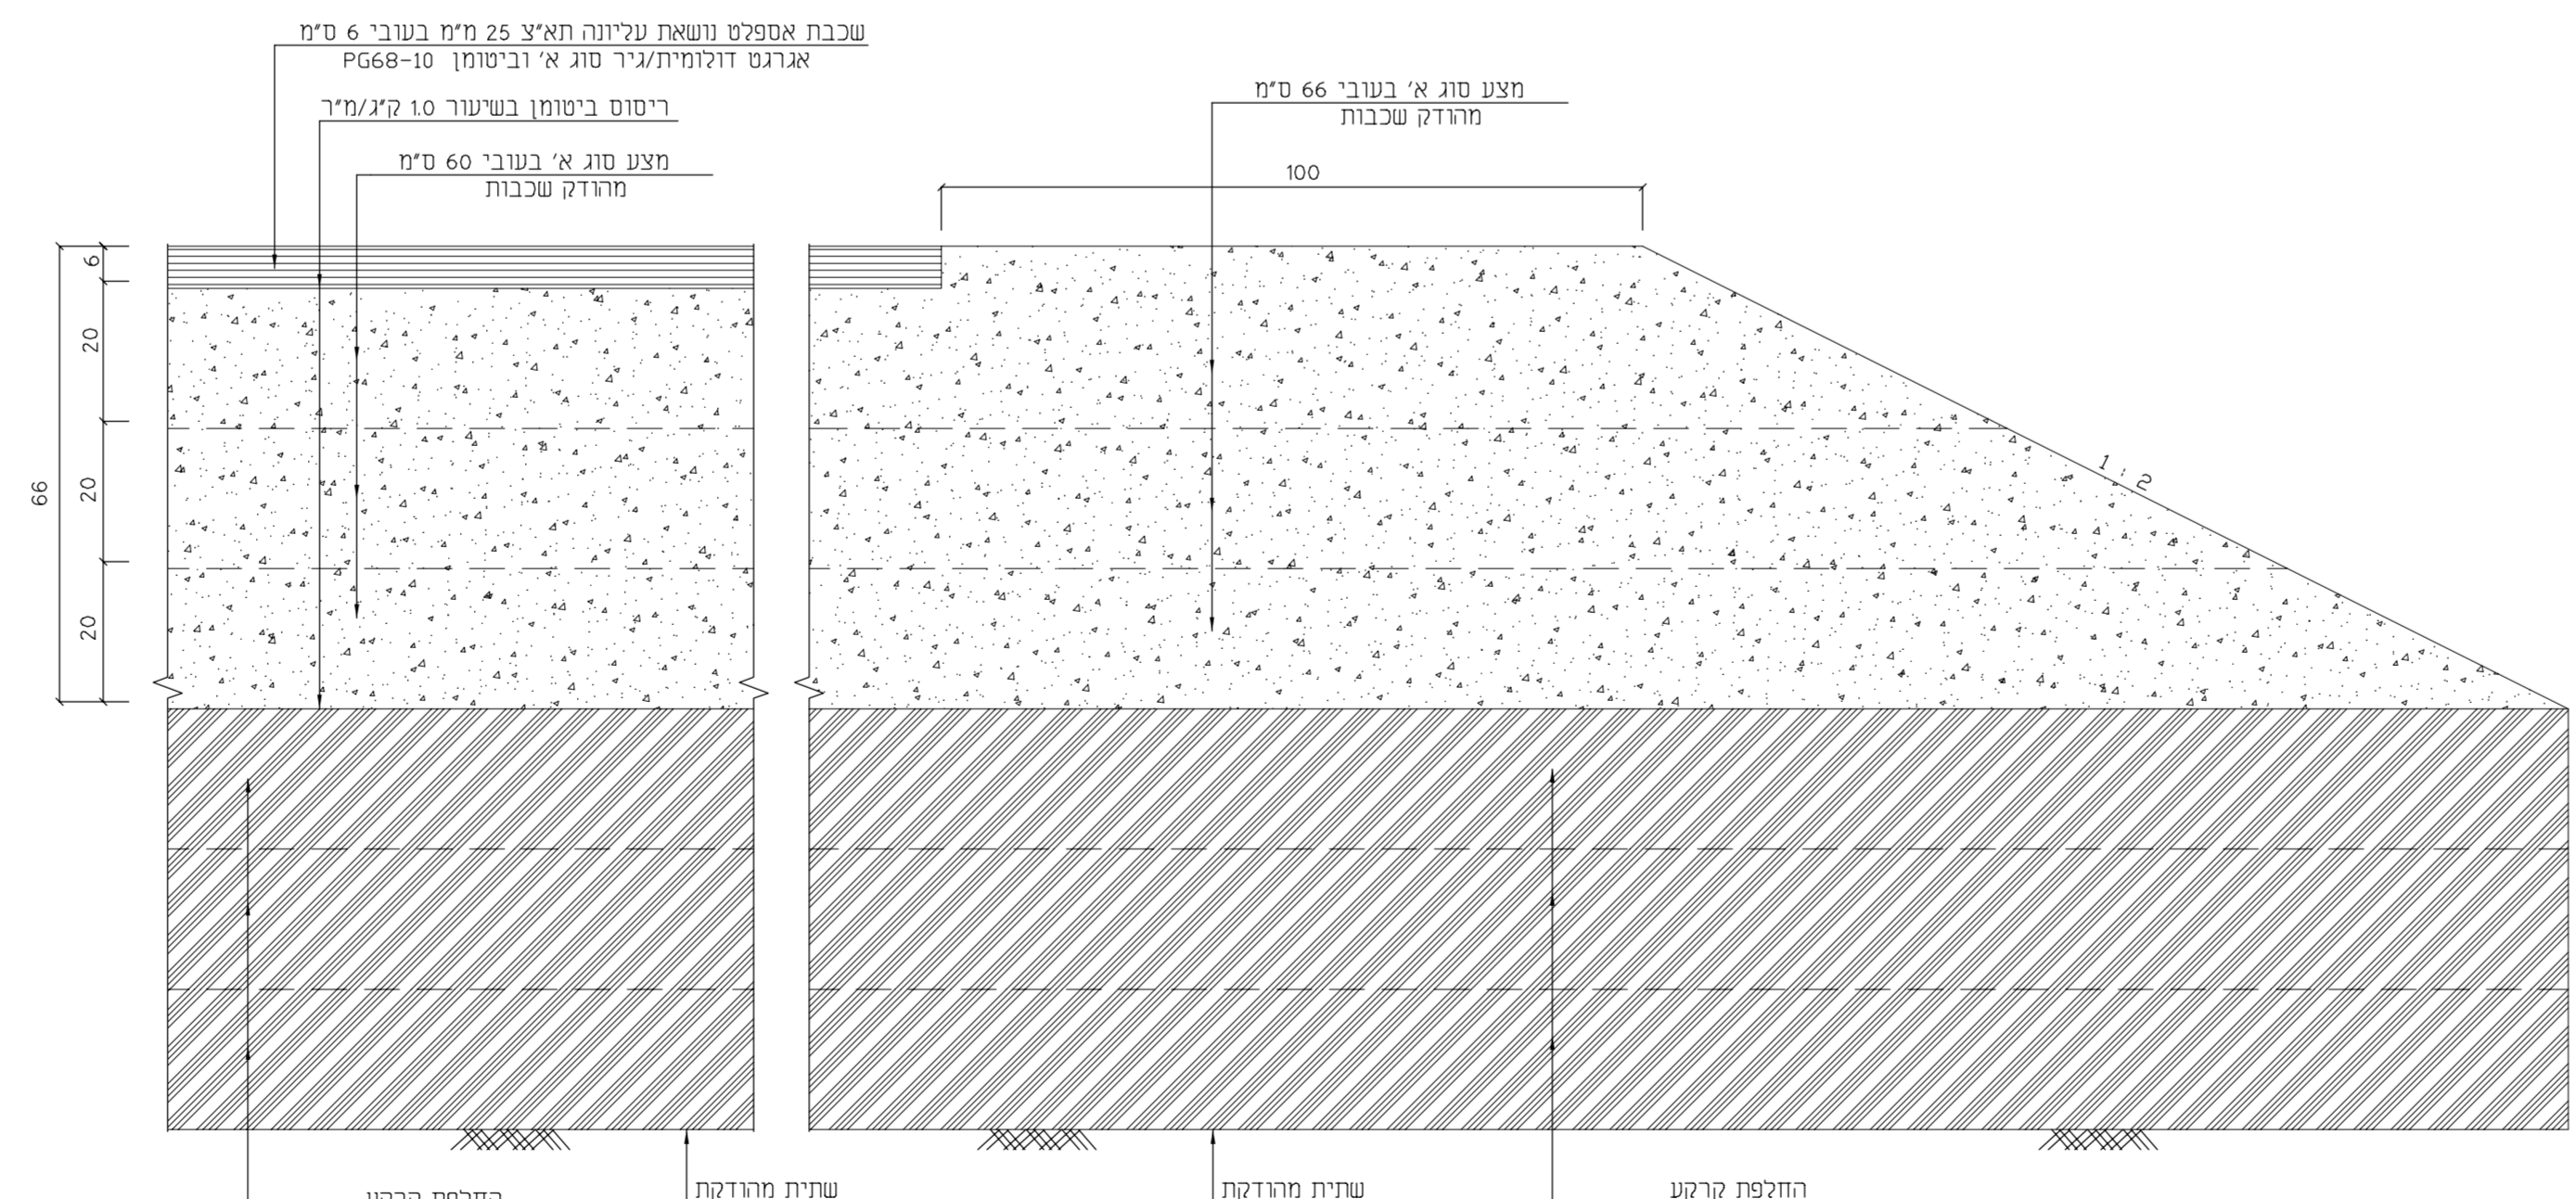 שכבת אספלט נושאת עליונה תא"צ 25 מ"מ בעובי 6 ס"מ
אגרגט דולומית/גיר סוג א' וביטומן PG68-10
ריסוס ביטומן בשיעור 1.0 ק"ג/מ"ר
מצע סוג א' בעובי 60 ס"מ
מהודק שכבות
מצע סוג א' בעובי 66 ס"מ
מהודק שכבות
100
6
20
20
20
66
1 : 2
החלפת קרקע
שתית מהודקת
שתית מהודקת
החלפת קרקע